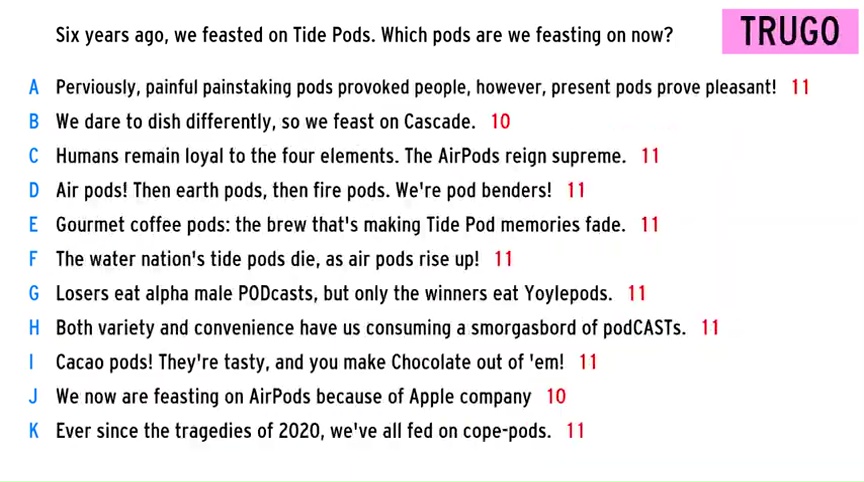 Six years ago, we feasted on Tide Pods. Which pods are we feasting on now?
TRUGO
A Perviously, painful painstaking pods provoked people, however, present pods prove pleasant! 11
B We dare to dish differently, so we feast on Cascade. 10
C Humans remain loyal to the four elements. The AirPods reign supreme. 11
D Air pods! Then earth pods, then fire pods. We're pod benders! 11
E Gourmet coffee pods: the brew that's making Tide Pod memories fade. 11
F The water nation's tide pods die, as air pods rise up! 11
G Losers eat alpha male PODcasts, but only the winners eat Yoylepods. 11
H Both variety and convenience have us consuming a smorgasbord of podCASTs. 11
I Cacao pods! They're tasty, and you make Chocolate out of 'em! 11
J We now are feasting on AirPods because of Apple company 10
K Ever since the tragedies of 2020, we've all fed on cope-pods. 11